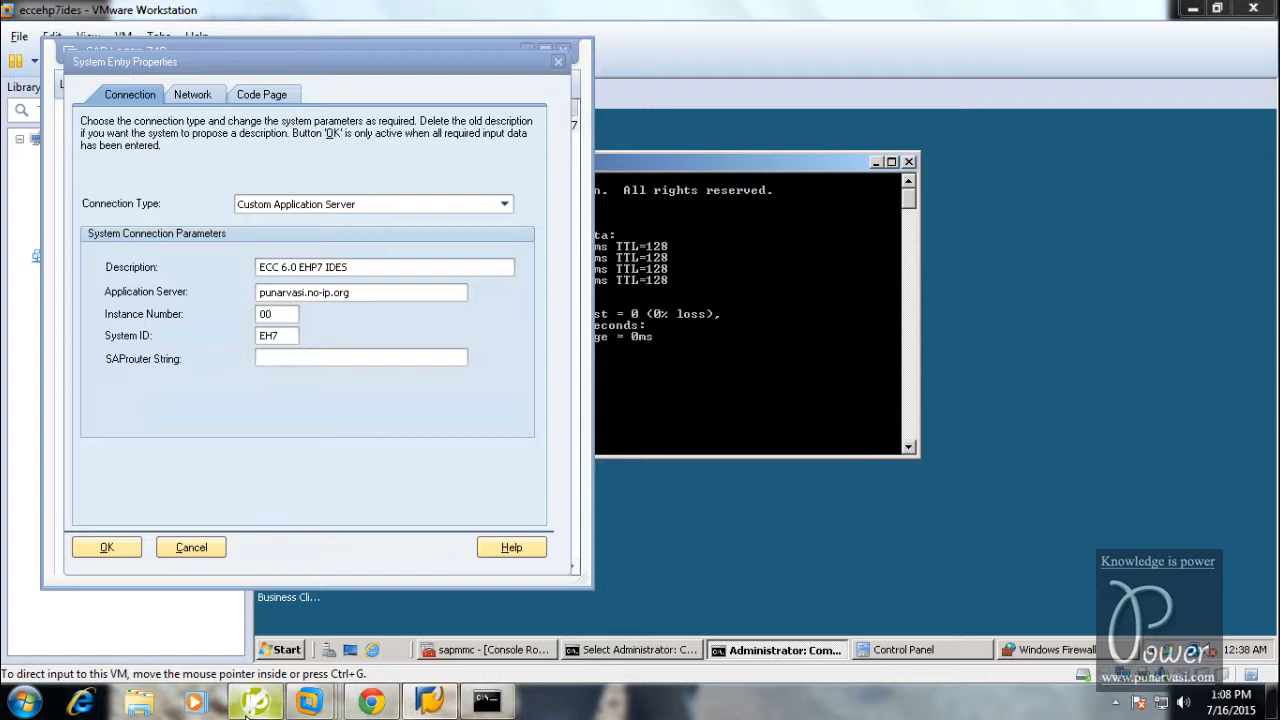 eccehp7ides - VMware Workstation
File Edit View VM Tabs Help
Library
System Entry Properties
Connection Network Code Page
Choose the connection type and change the system parameters as required. Delete the old description
if you want the system to propose a description. Button 'OK' is only active when all required input data
has been entered.
Connection Type: Custom Application Server
System Connection Parameters
Description: ECC 6.0 EHP7 IDES
Application Server: punarvasi.no-ip.org
Instance Number: 00
System ID: EH7
SAProuter String:
OK Cancel Help
n. All rights reserved.
ta:
ms TTL=128
ms TTL=128
ms TTL=128
ms TTL=128
st = 0 (0% loss),
econds:
ge = 0ms
Business Cli...
Knowledge is power
Power
www.punarvasi.com
Start sapmmc - [Console Ro... Select Administrator: C... Administrator: Com... Control Panel Windows Firewal 12:38 AM
To direct input to this VM, move the mouse pointer inside or press Ctrl+G.
1:08 PM
7/16/2015